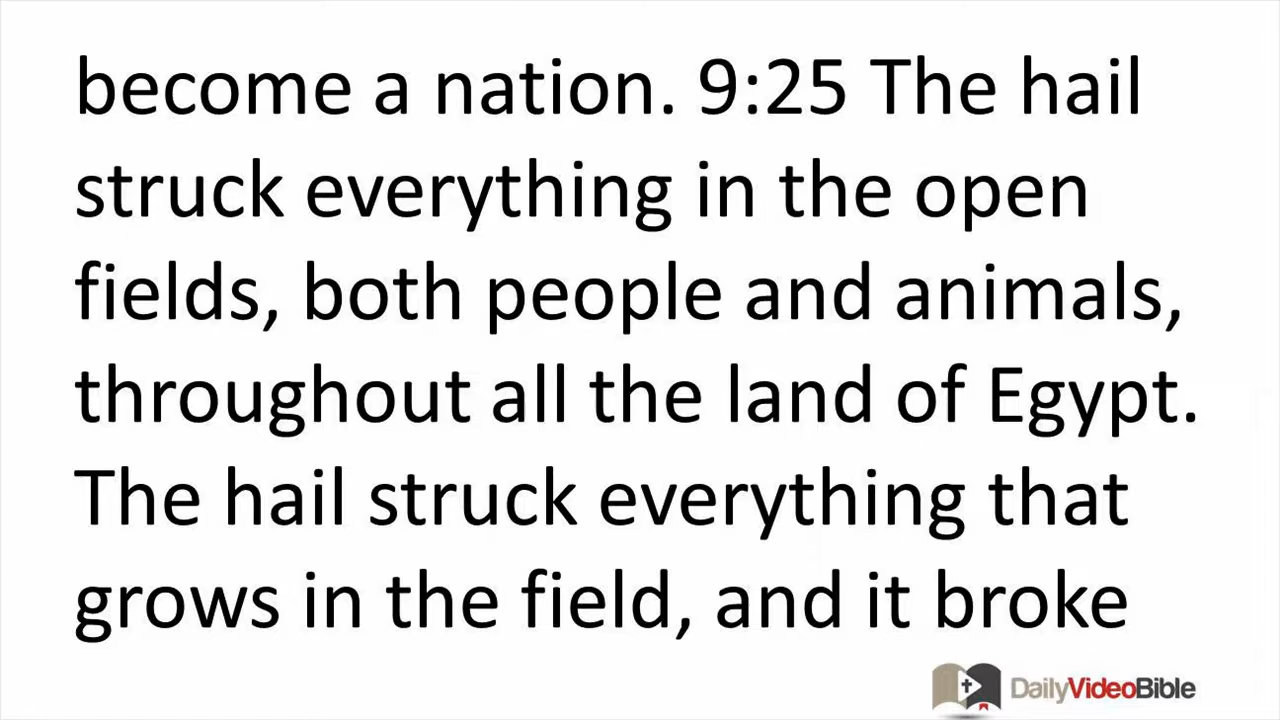 become a nation. 9:25 The hail
struck everything in the open
fields, both people and animals,
throughout all the land of Egypt.
The hail struck everything that
grows in the field, and it broke
DailyVideoBible